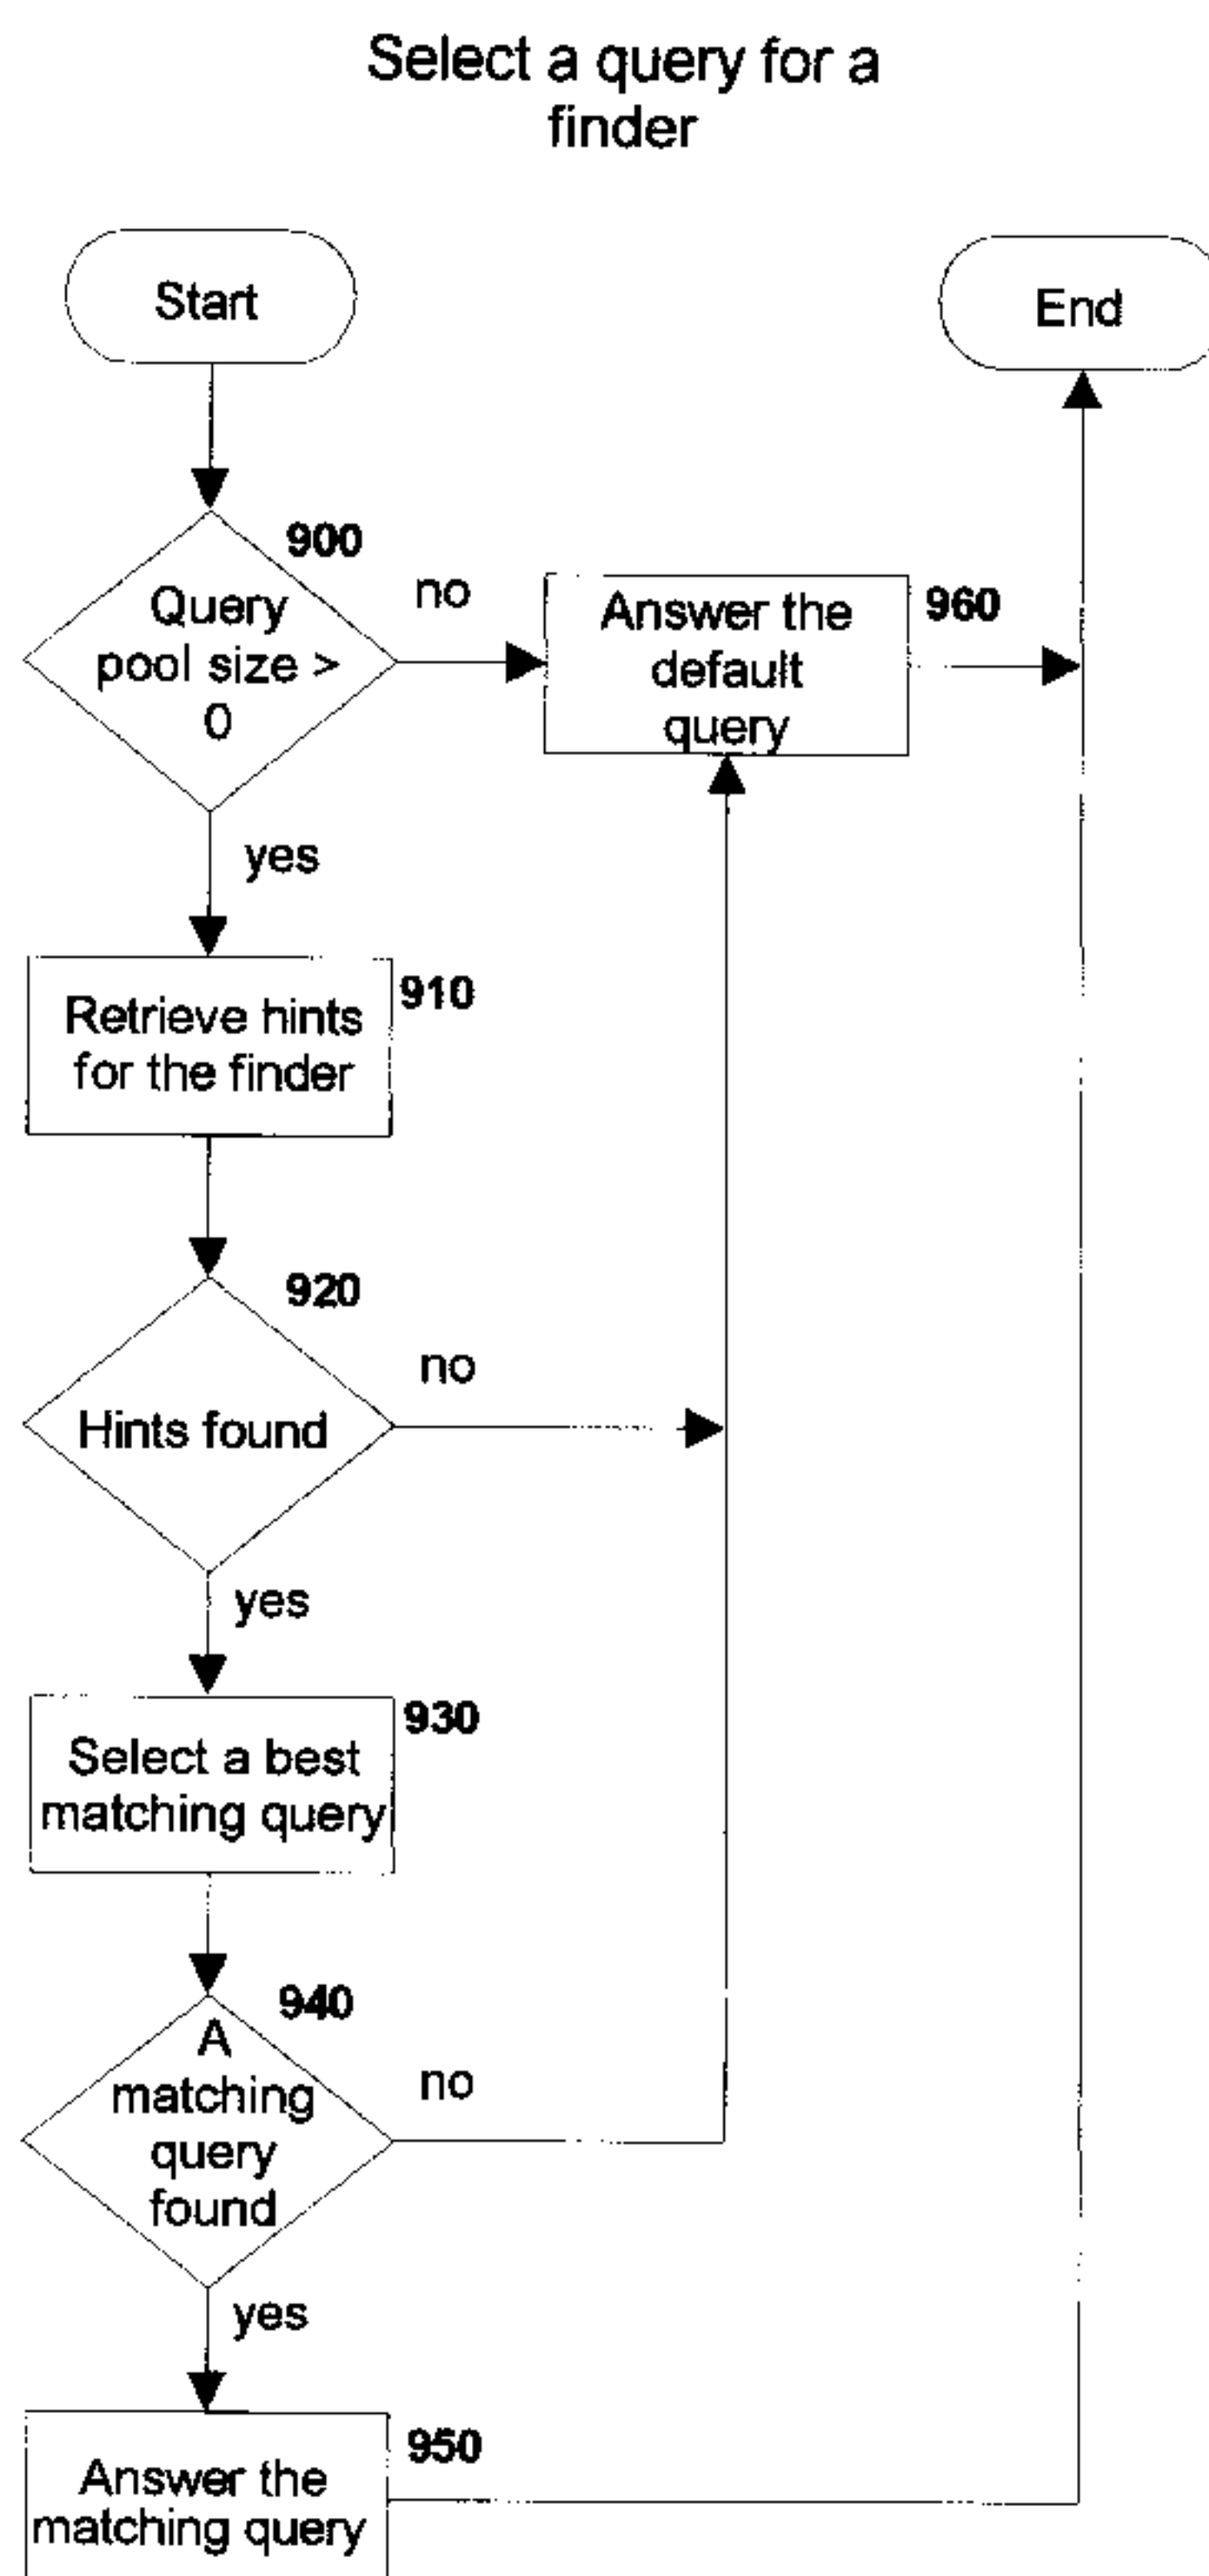 Select a query for a
finder
Start
End
900
Query
pool size >
0
no
Answer the
default
query
960
yes
910
Retrieve hints
for the finder
920
Hints found
no
yes
930
Select a best
matching query
940
A
matching
query
found
no
yes
950
Answer the
matching query